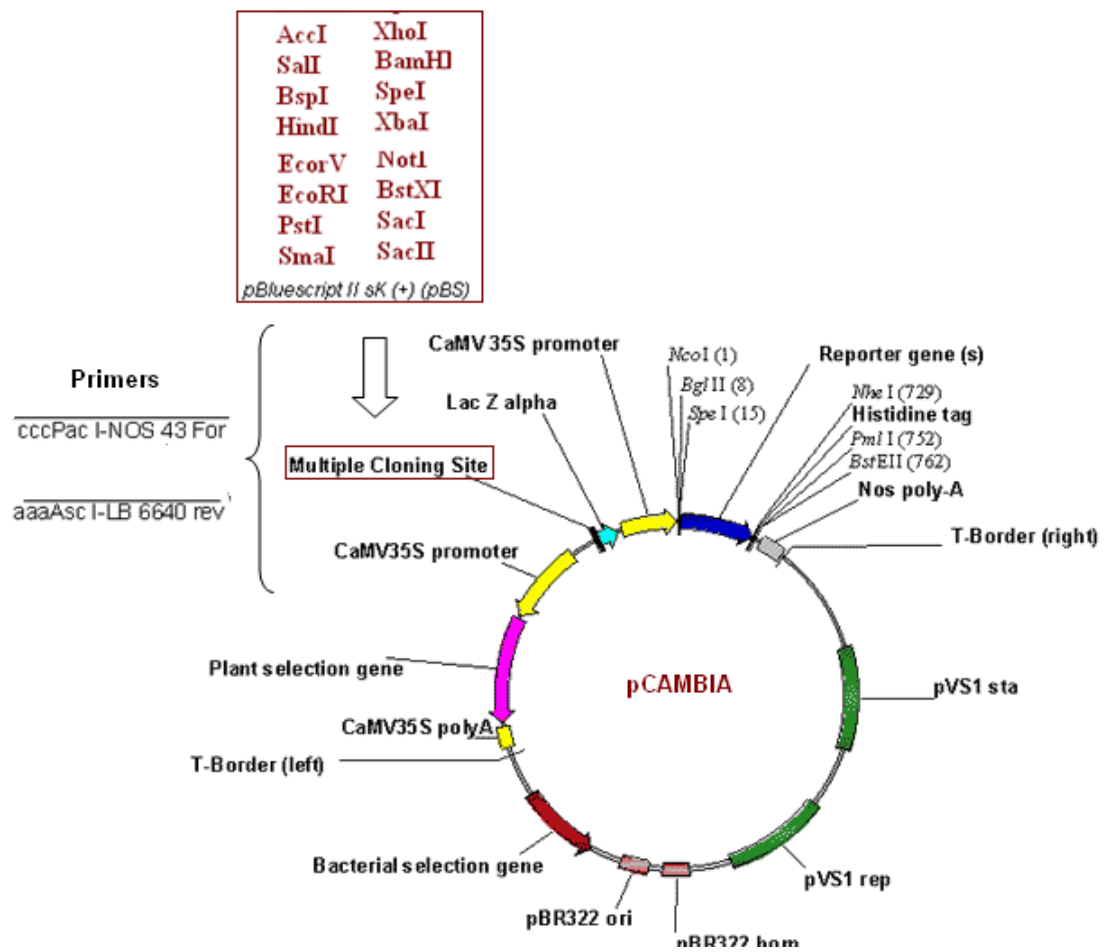 AccI XhoI
SalI BamHI
BspI SpeI
HindI XbaI
EcorV Not1
EcoRI BstXI
PstI SacI
SmaI SacII
pBluescript II sK (+) (pBS)
Primers
cccPac I-NOS 43 For
aaaAsc I-LB 6640 rev
CaMV 35S promoter
Lac Z alpha
Multiple Cloning Site
CaMV35S promoter
Plant selection gene
CaMV35S polyA
T-Border (left)
Bacterial selection gene
pBR322 ori
pBR322 bom
pVS1 rep
pVS1 sta
T-Border (right)
Nos poly-A
BstEII (762)
PmlI (752)
Histidine tag
NheI (729)
Reporter gene (s)
NcoI (1)
BglII (8)
SpeI (15)
pCAMBIA